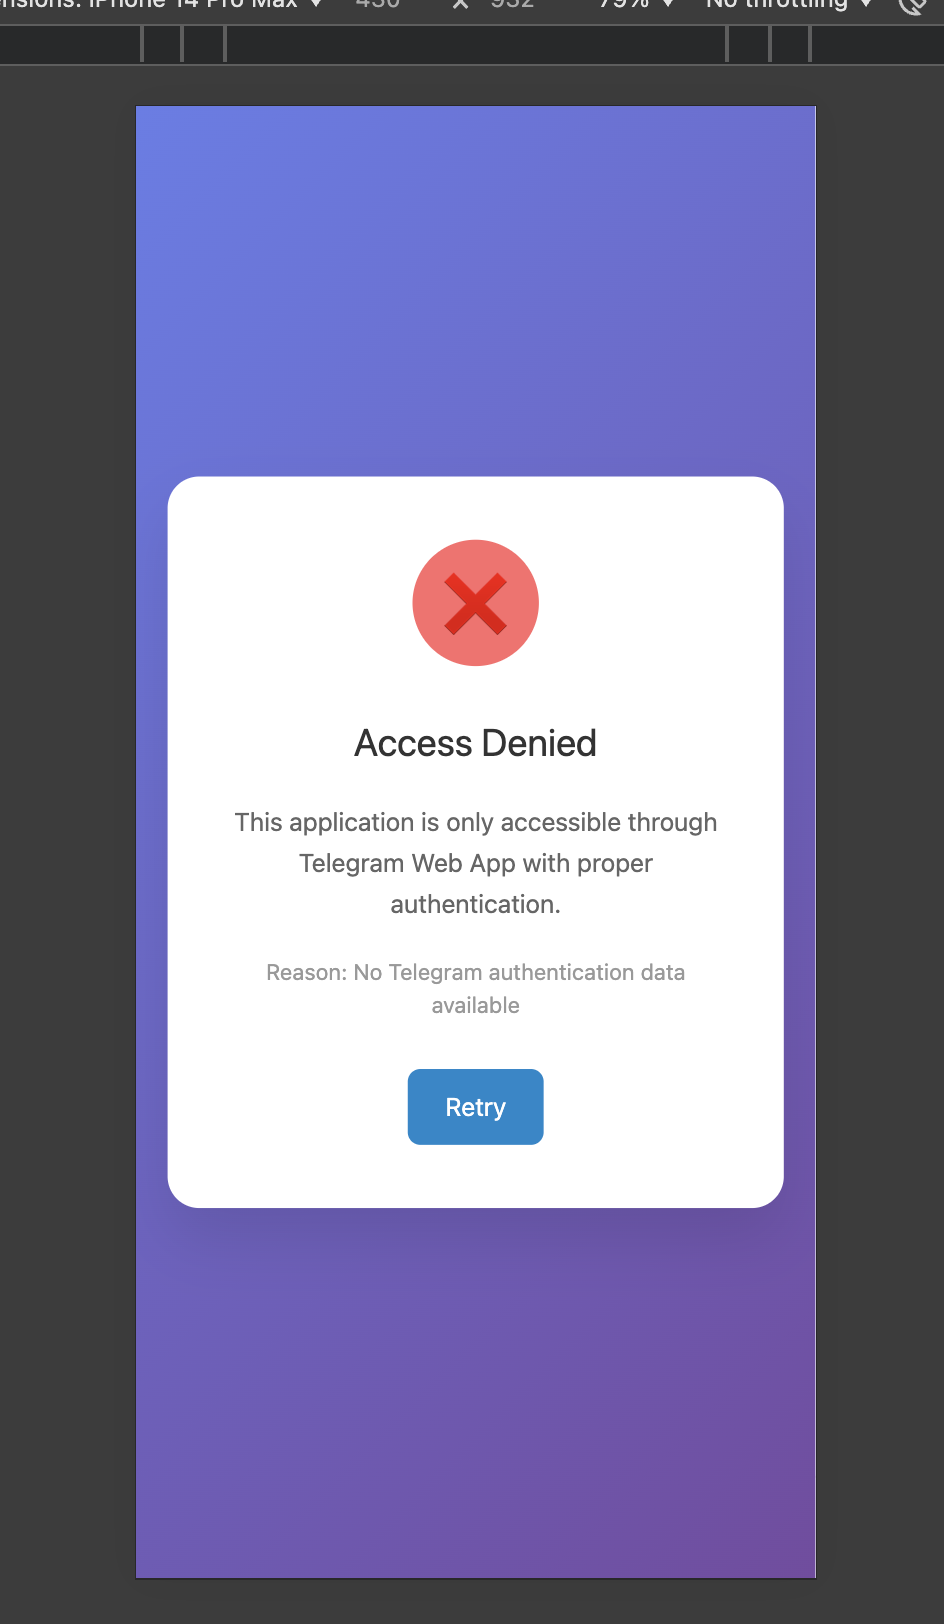 iPhone 14 Pro Max 430 × 932 79% No throttling
Access Denied
This application is only accessible through
Telegram Web App with proper
authentication.
Reason: No Telegram authentication data
available
Retry